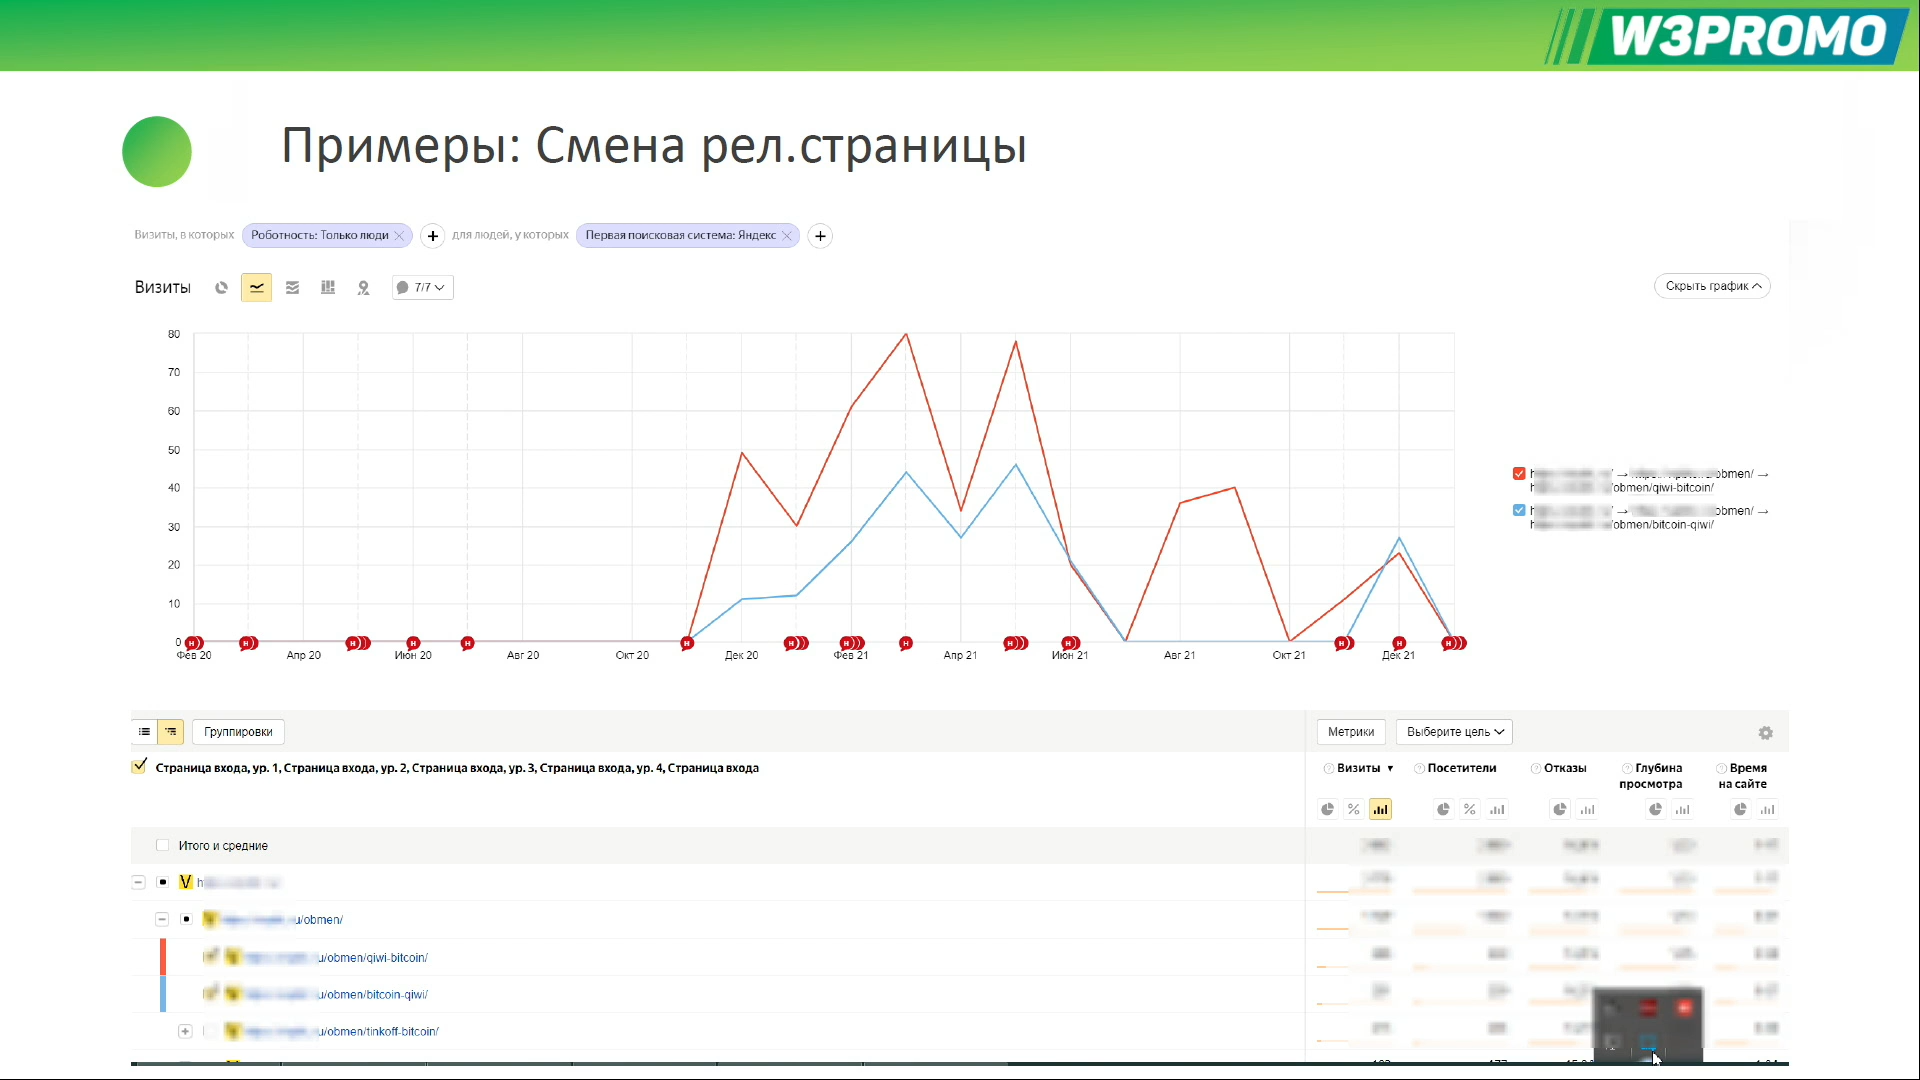 W3PROMO
Примеры: Смена рел.страницы
Визиты, в которых Роботность: Только люди для людей, у которых Первая поисковая система: Яндекс
Визиты 7/7 Скрыть график
80
70
60
50
40
30
20
10
0
Фев 20 Апр 20 Июн 20 Авг 20 Окт 20 Дек 20 Фев 21 Апр 21 Июн 21 Авг 21 Окт 21 Дек 21
obmen/ →
/obmen/qiwi-bitcoin/
obmen/ →
/obmen/bitcoin-qiwi/
Группировки Метрики Выберите цель
Страница входа, ур. 1, Страница входа, ур. 2, Страница входа, ур. 3, Страница входа, ур. 4, Страница входа
Визиты ▼ Посетители Отказы Глубина просмотра Время на сайте
Итого и средние
h
u/obmen/
u/obmen/qiwi-bitcoin/
u/obmen/bitcoin-qiwi/
u/obmen/tinkoff-bitcoin/